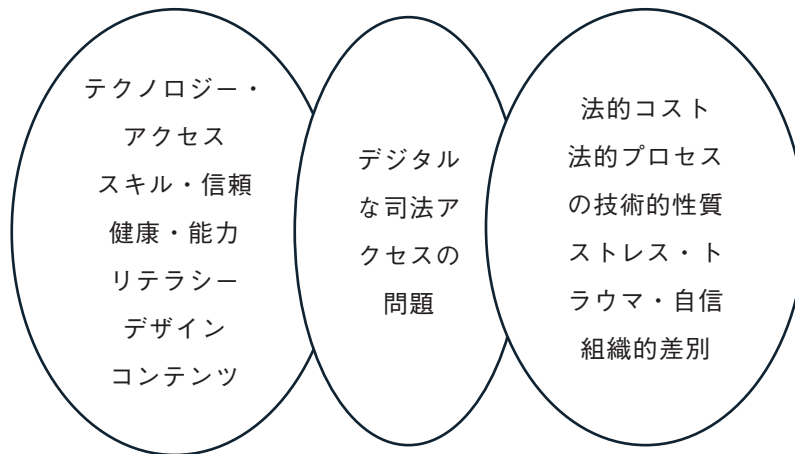 テクノロジー・
アクセス
スキル・信頼
健康・能力
リテラシー
デザイン
コンテンツ
デジタル
な司法ア
クセスの
問題
法的コスト
法的プロセス
の技術的性質
ストレス・ト
ラウマ・自信
組織的差別